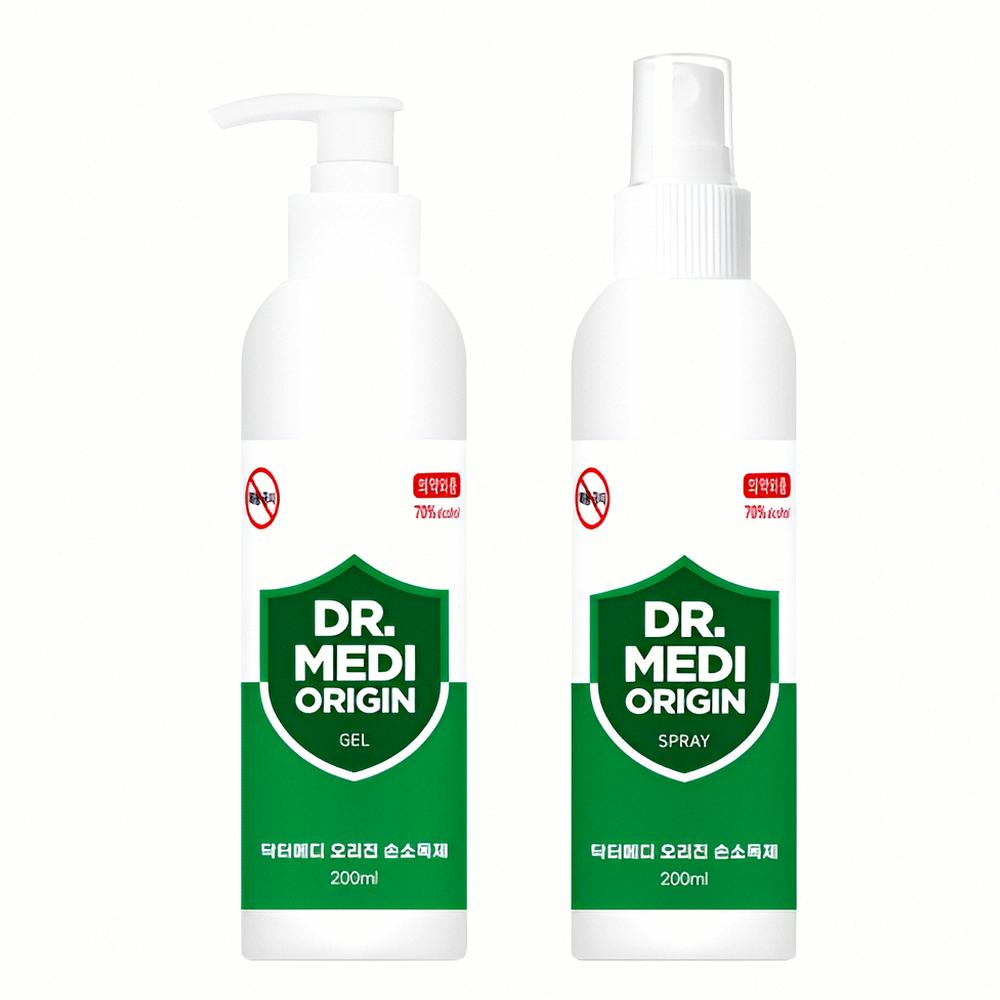 의약외품
70% alcohol
DR.
MEDI
ORIGIN
GEL
닥터메디 오리진 손소독제
200ml
의약외품
70% alcohol
DR.
MEDI
ORIGIN
SPRAY
닥터메디 오리진 손소독제
200ml